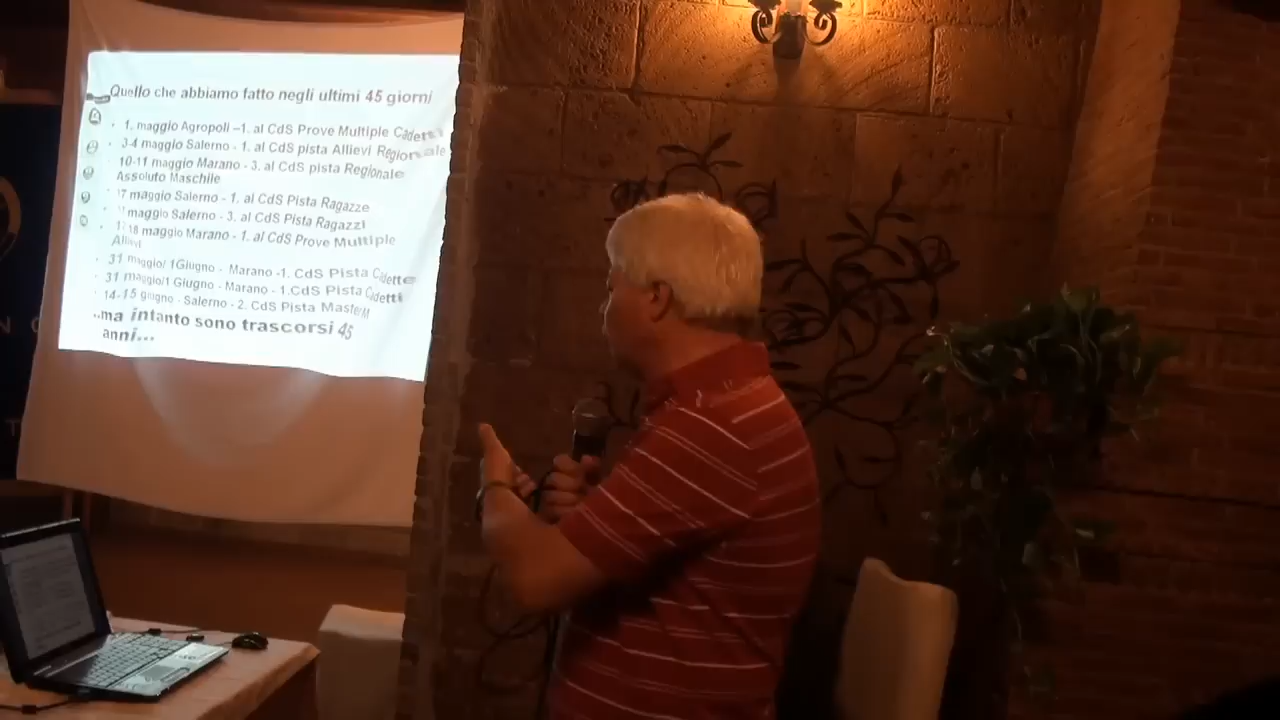 Quello che abbiamo fatto negli ultimi 45 giorni
1. maggio Agropoli –1. al CdS Prove Multiple Cadetti
3-4 maggio Salerno - 1. al CdS pista Allievi Regionale
10-11 maggio Marano - 3. al CdS pista Regionale
Assoluto Maschile
17 maggio Salerno - 1. al CdS Pista Ragazze
maggio Salerno - 3. al CdS Pista Ragazzi
18 maggio Marano - 1. al CdS Prove Multiple
Allievi
31 maggio/ 1Giugno - Marano -1. CdS Pista Cadette
31 maggio/1 Giugno - Marano - 1.CdS Pista Cadetti
14-15 giugno - Salerno - 2. CdS Pista MasterM
..ma intanto sono trascorsi 45
anni...